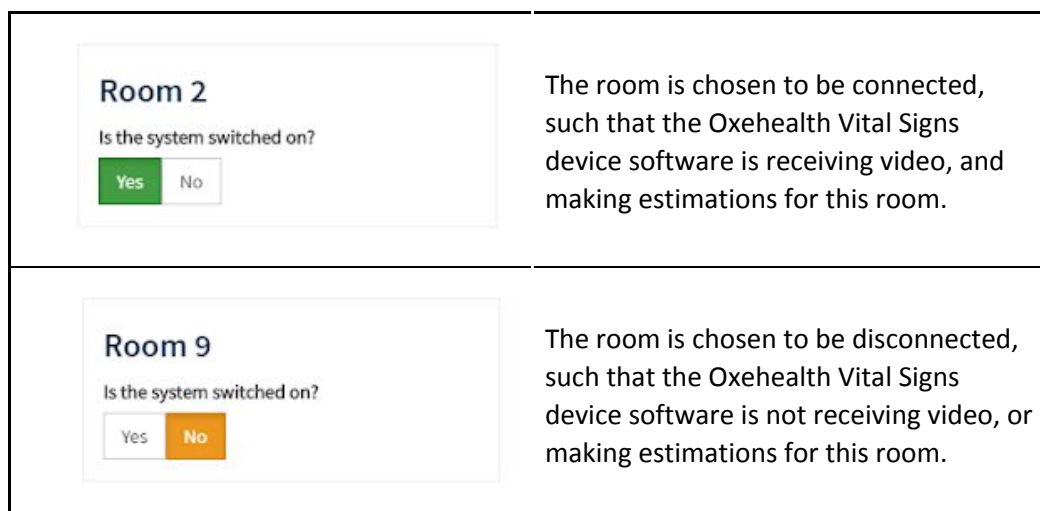 Room 2
Is the system switched on?
Yes No
The room is chosen to be connected,
such that the Oxehealth Vital Signs
device software is receiving video, and
making estimations for this room.
Room 9
Is the system switched on?
Yes No
The room is chosen to be disconnected,
such that the Oxehealth Vital Signs
device software is not receiving video, or
making estimations for this room.